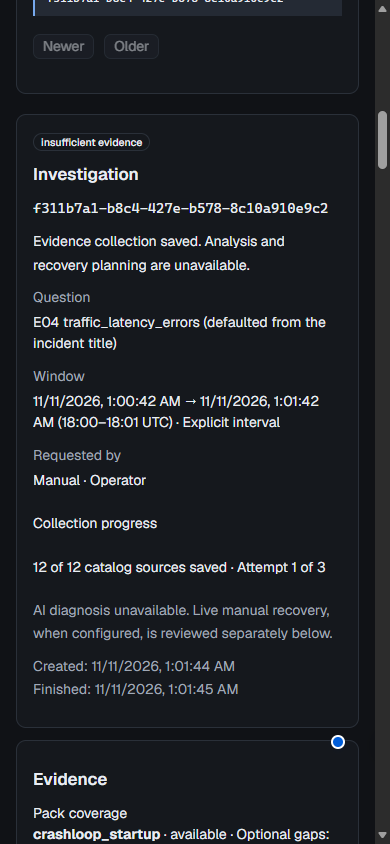 Newer Older
Insufficient evidence
Investigation
f311b7a1-b8c4-427e-b578-8c10a910e9c2
Evidence collection saved. Analysis and
recovery planning are unavailable.
Question
E04 traffic_latency_errors (defaulted from the
incident title)
Window
11/11/2026, 1:00:42 AM → 11/11/2026, 1:01:42
AM (18:00–18:01 UTC) · Explicit interval
Requested by
Manual · Operator
Collection progress
12 of 12 catalog sources saved · Attempt 1 of 3
AI diagnosis unavailable. Live manual recovery,
when configured, is reviewed separately below.
Created: 11/11/2026, 1:01:44 AM
Finished: 11/11/2026, 1:01:45 AM
Evidence
Pack coverage
crashloop_startup · available · Optional gaps: